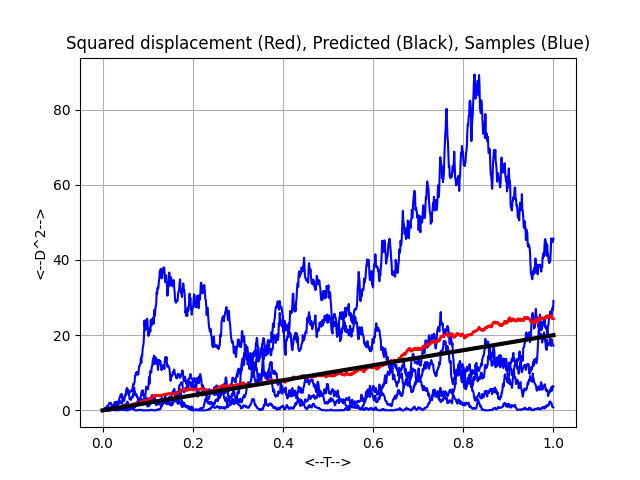 Squared displacement (Red), Predicted (Black), Samples (Blue)
80
60
40
20
0
<--D^2-->
0.0 0.2 0.4 0.6 0.8 1.0
<--T-->